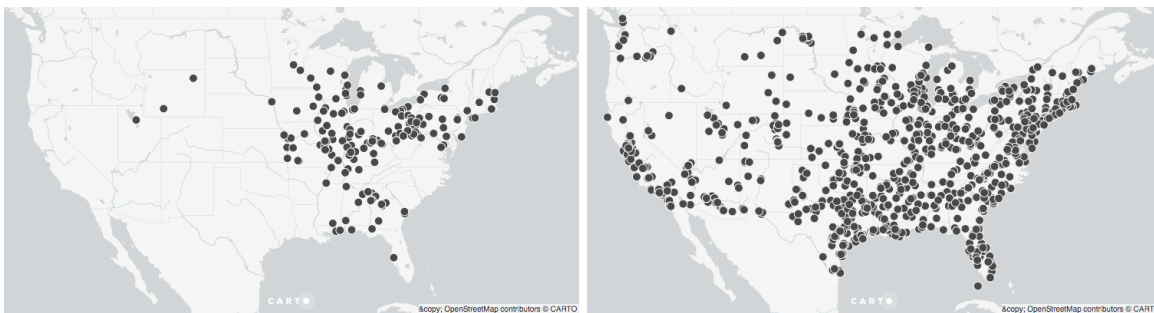 CARTO
&copy; OpenStreetMap contributors © CARTO
CARTO
&copy; OpenStreetMap contributors © CART